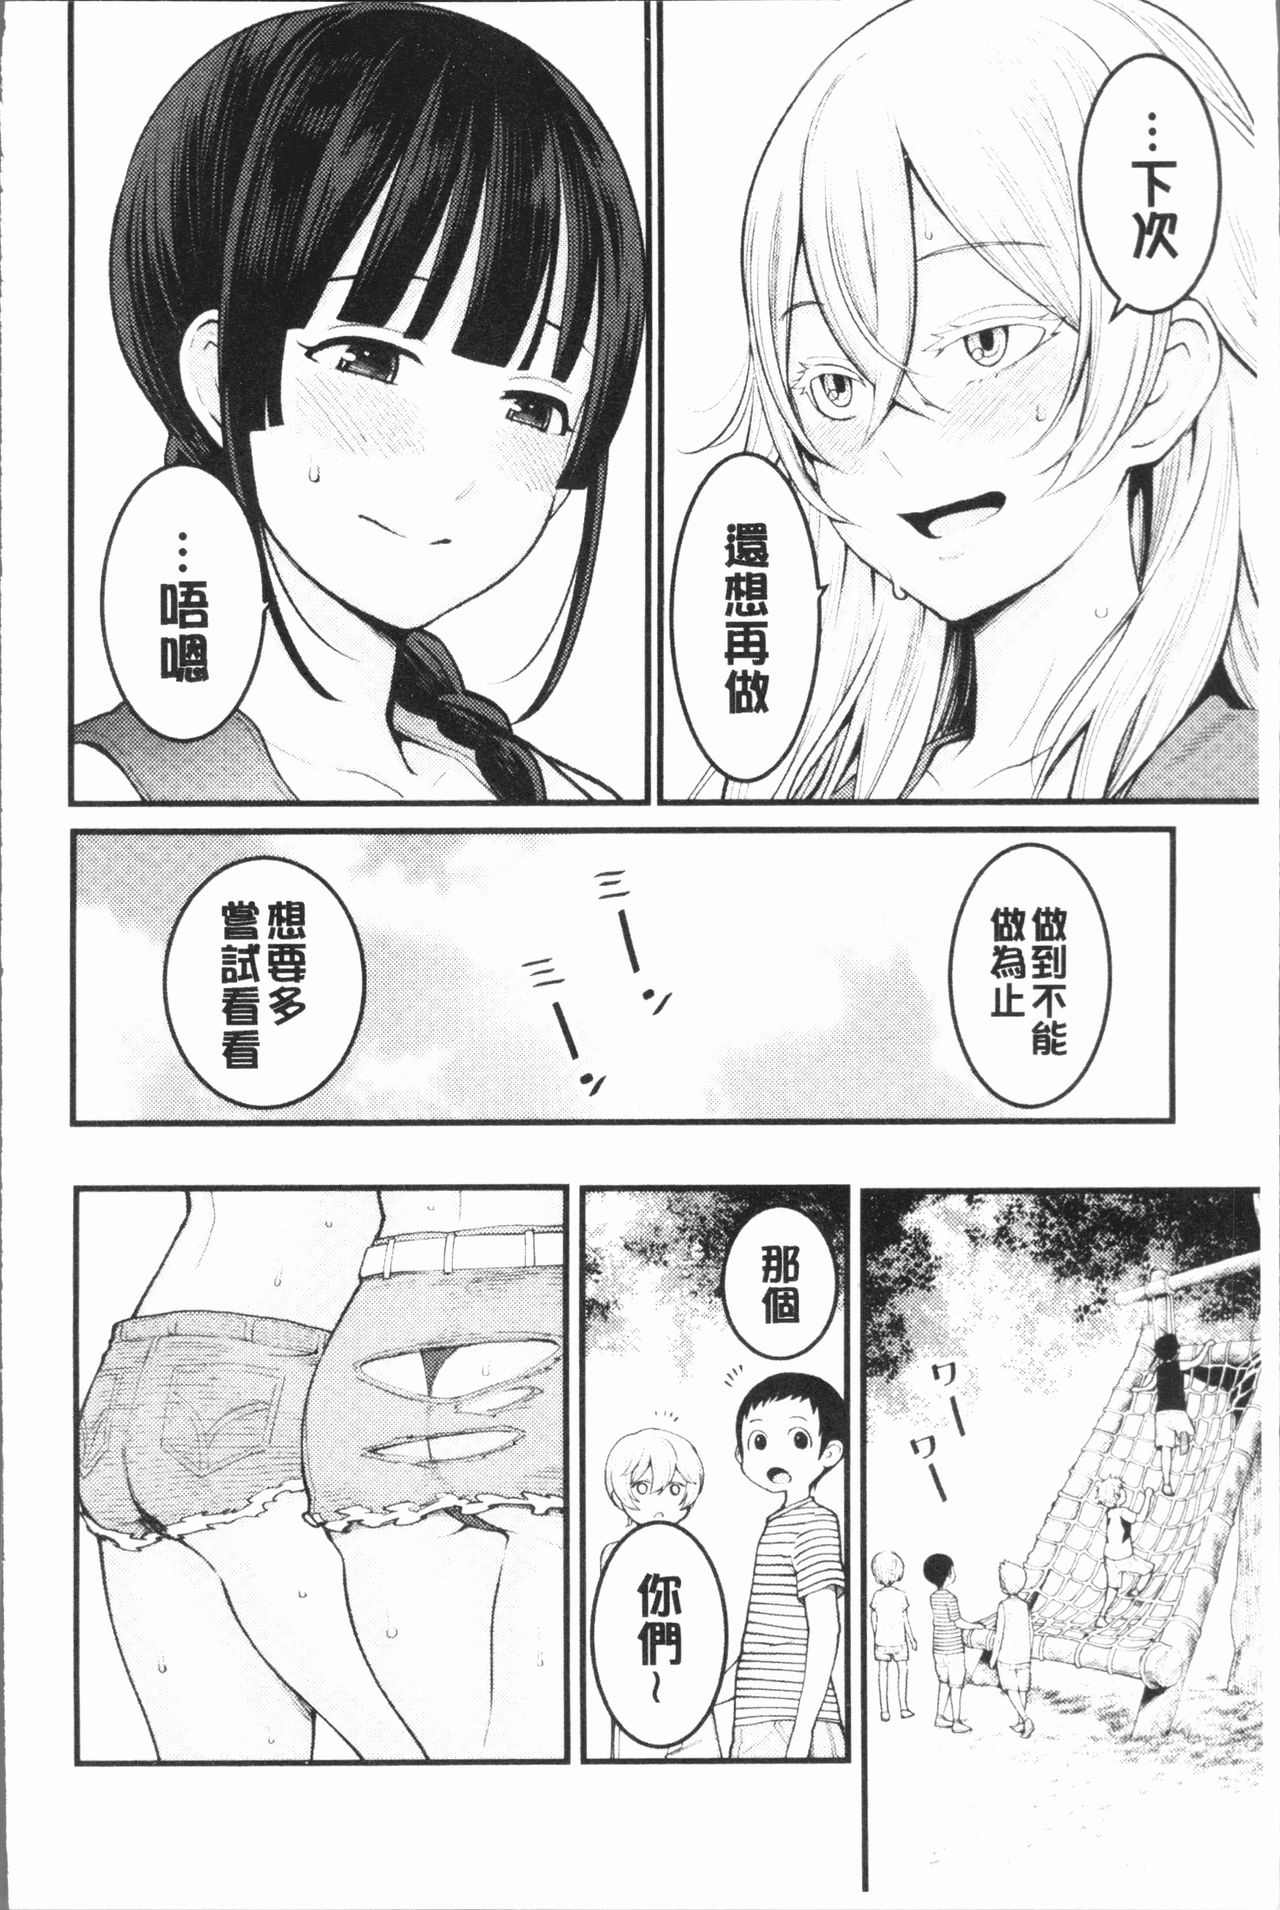 …下次
還想再做
…唔嗯
做到不能
做為止
ミーン
ミーン
想要多
嘗試看看
ワー
ワー
那個
你們~